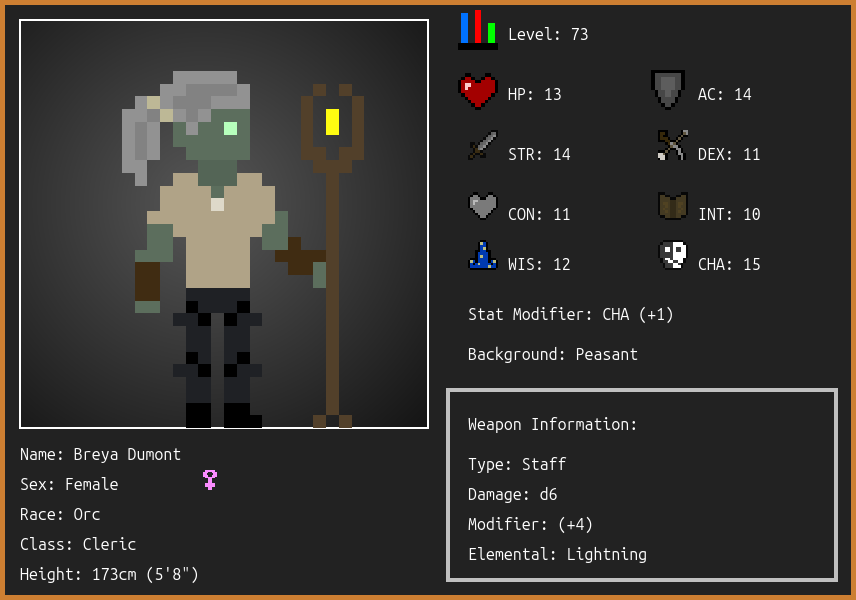 Level: 73
HP: 13
AC: 14
STR: 14
DEX: 11
CON: 11
INT: 10
WIS: 12
CHA: 15
Stat Modifier: CHA (+1)
Background: Peasant
Weapon Information:
Type: Staff
Damage: d6
Modifier: (+4)
Elemental: Lightning
Name: Breya Dumont
Sex: Female
Race: Orc
Class: Cleric
Height: 173cm (5'8")